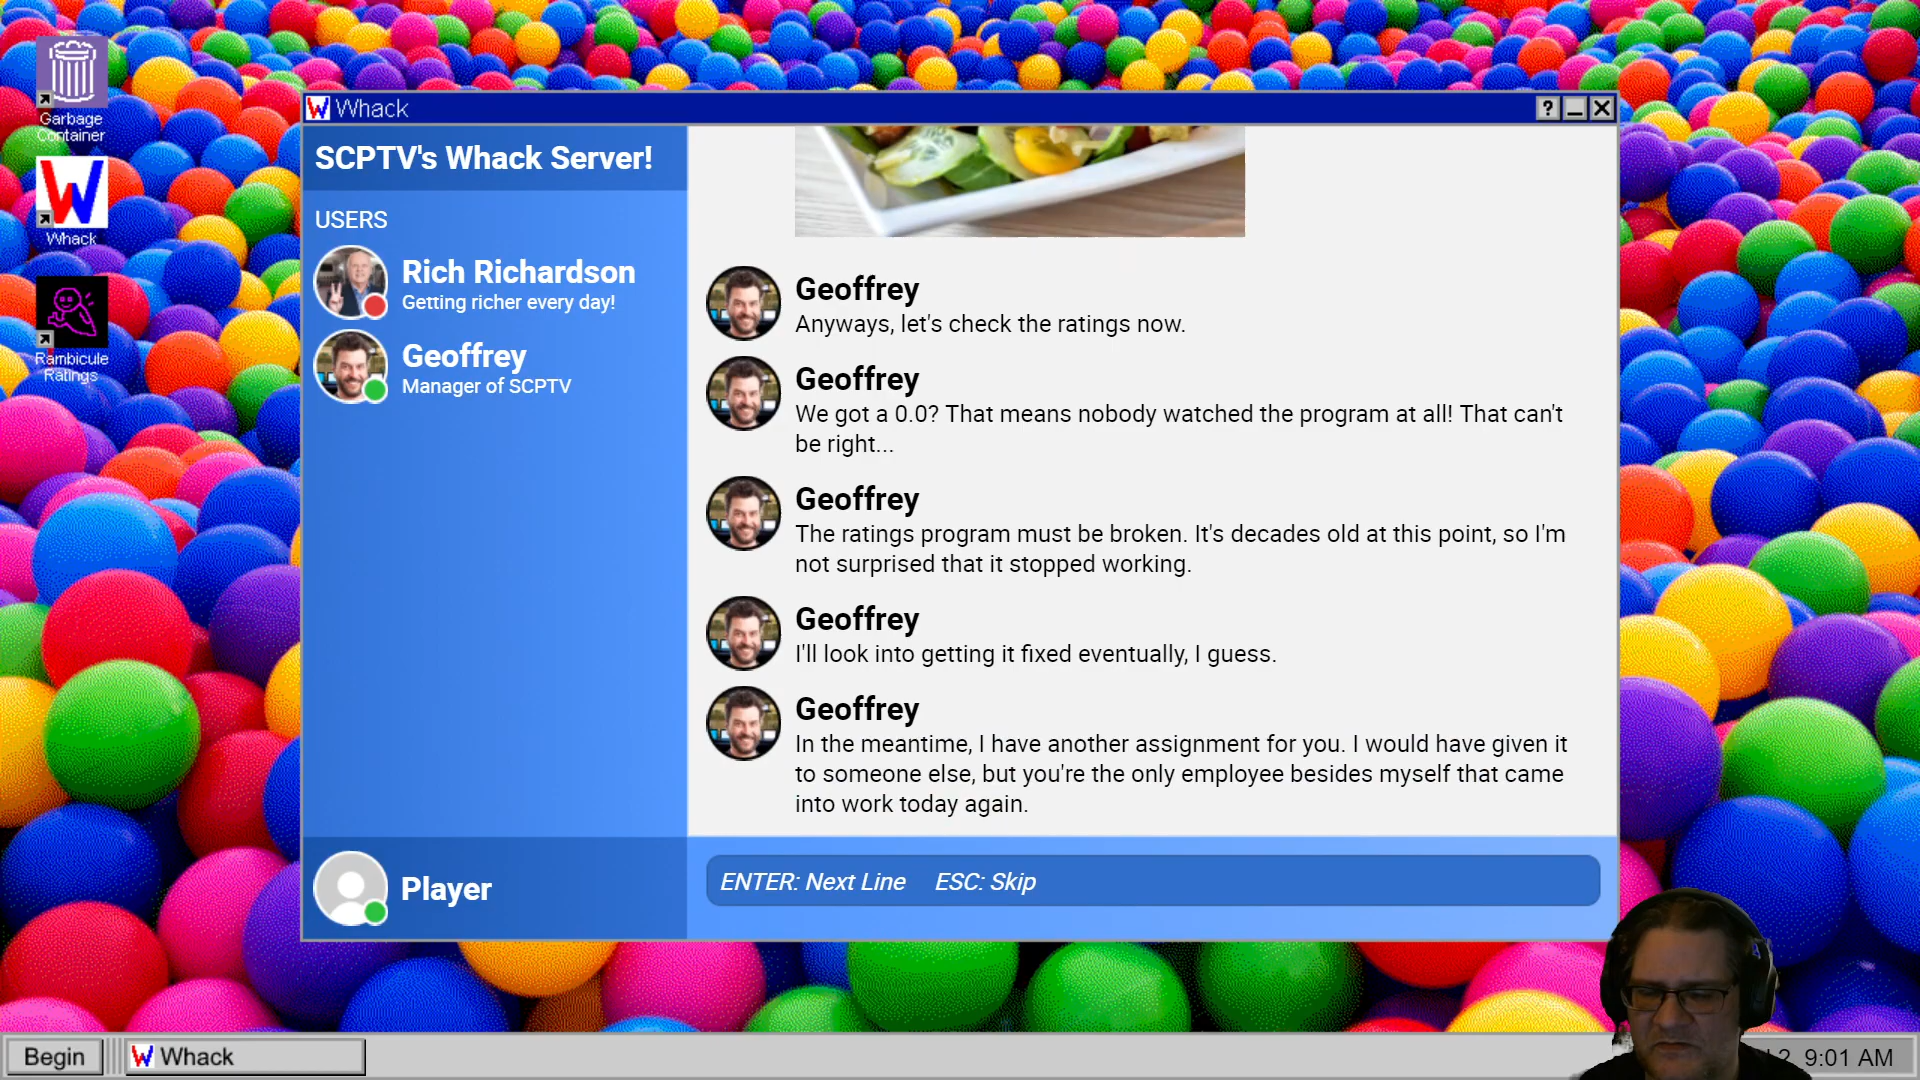 Garbage
Container
Whack
Rambicule
Ratings
Whack
?
SCPTV's Whack Server!
USERS
Rich Richardson
Getting richer every day!
Geoffrey
Manager of SCPTV
Geoffrey
Anyways, let's check the ratings now.
Geoffrey
We got a 0.0? That means nobody watched the program at all! That can't
be right...
Geoffrey
The ratings program must be broken. It's decades old at this point, so I'm
not surprised that it stopped working.
Geoffrey
I'll look into getting it fixed eventually, I guess.
Geoffrey
In the meantime, I have another assignment for you. I would have given it
to someone else, but you're the only employee besides myself that came
into work today again.
Player
ENTER: Next Line ESC: Skip
Begin
Whack
2, 9:01 AM